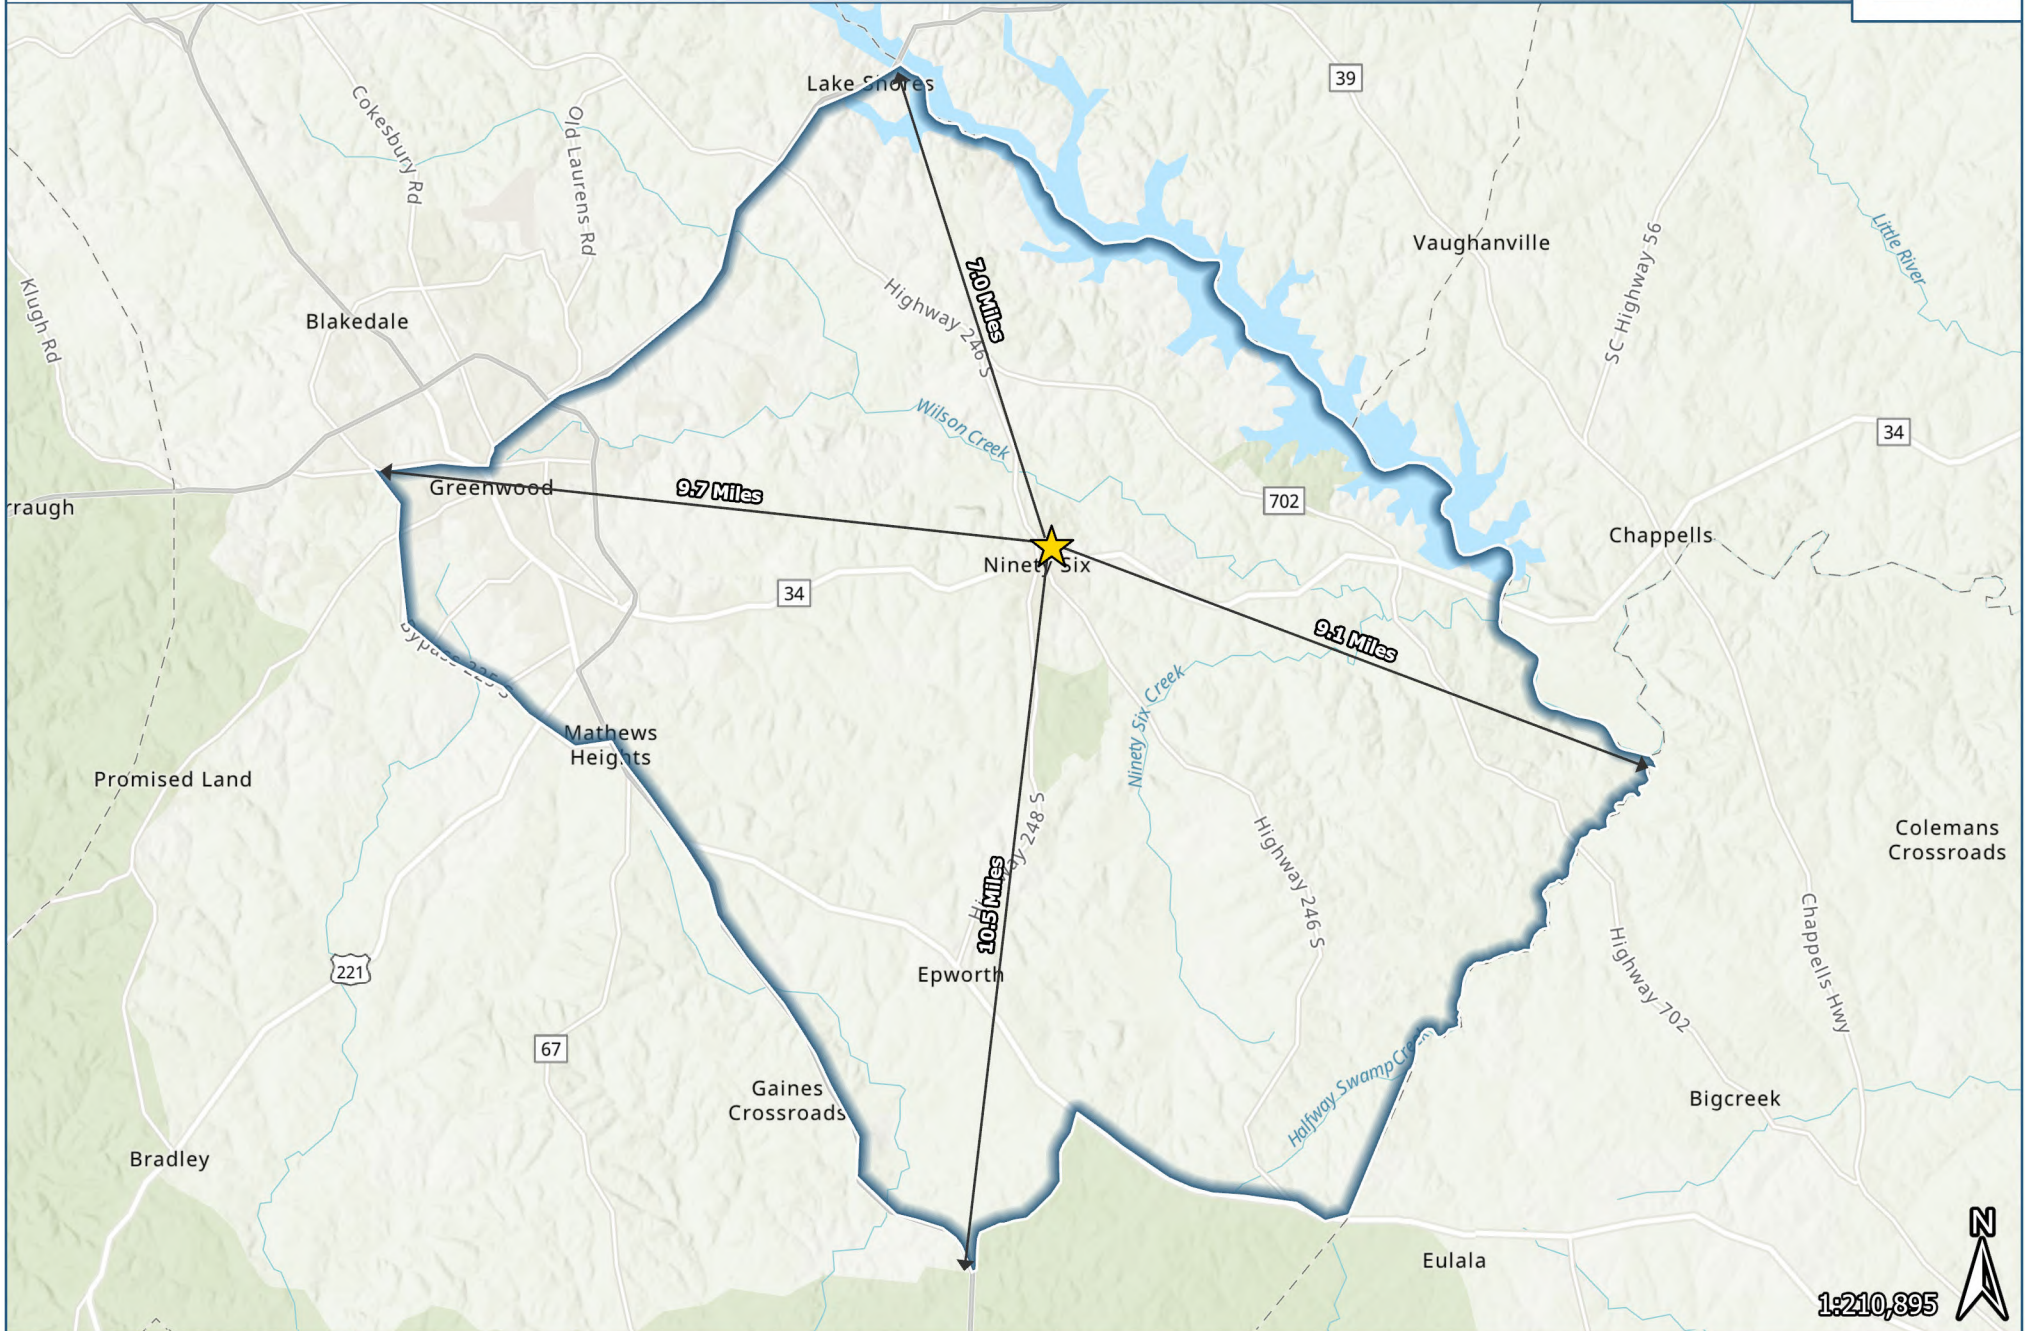 Lake Shores
39
Cokesbury Rd
Old Laurens Rd
Little River
Vaughanville
SC Highway 56
Klugh Rd
7.0 Miles
Highway 246 S
Blakedale
Wilson Creek
34
9.7 Miles
Greenwood
702
rraugh
Chappells
Ninety Six
34
9.1 Miles
Bypass 225 S
Ninety Six Creek
Mathews
Heights
Promised Land
Highway 248 S
10.5 Miles
Highway 246 S
Colemans
Crossroads
Chappells Hwy
Highway 702
221
Epworth
67
Halfway Swamp Creek
Gaines
Crossroads
Bigcreek
Bradley
N
Eulala
1:210,895